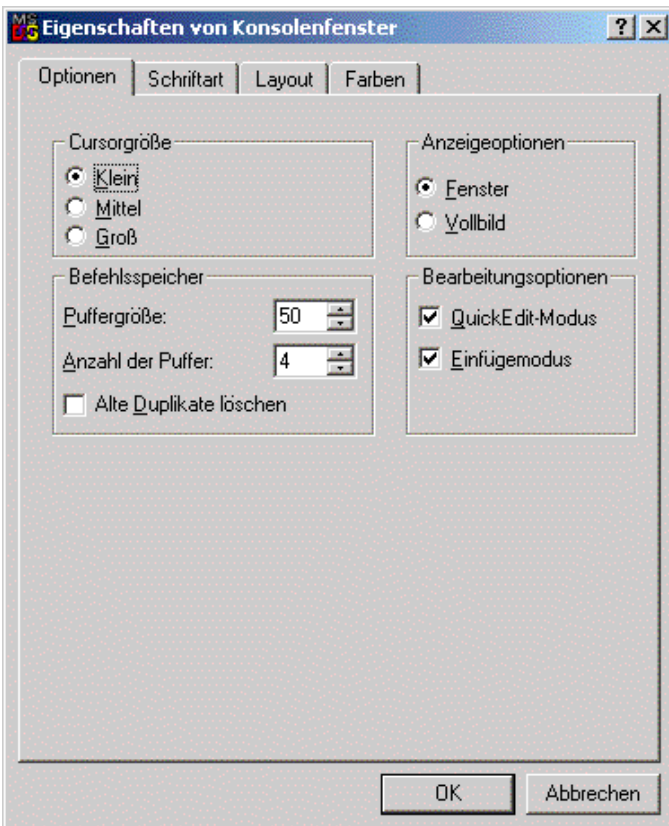 Eigenschaften von Konsolenfenster
Optionen Schriftart Layout Farben
Cursorgröße
Klein
Mittel
Groß
Anzeigeoptionen
Fenster
Vollbild
Befehlsspeicher
Puffergröße: 50
Anzahl der Puffer: 4
Alte Duplikate löschen
Bearbeitungsoptionen
QuickEdit-Modus
Einfügemodus
OK Abbrechen